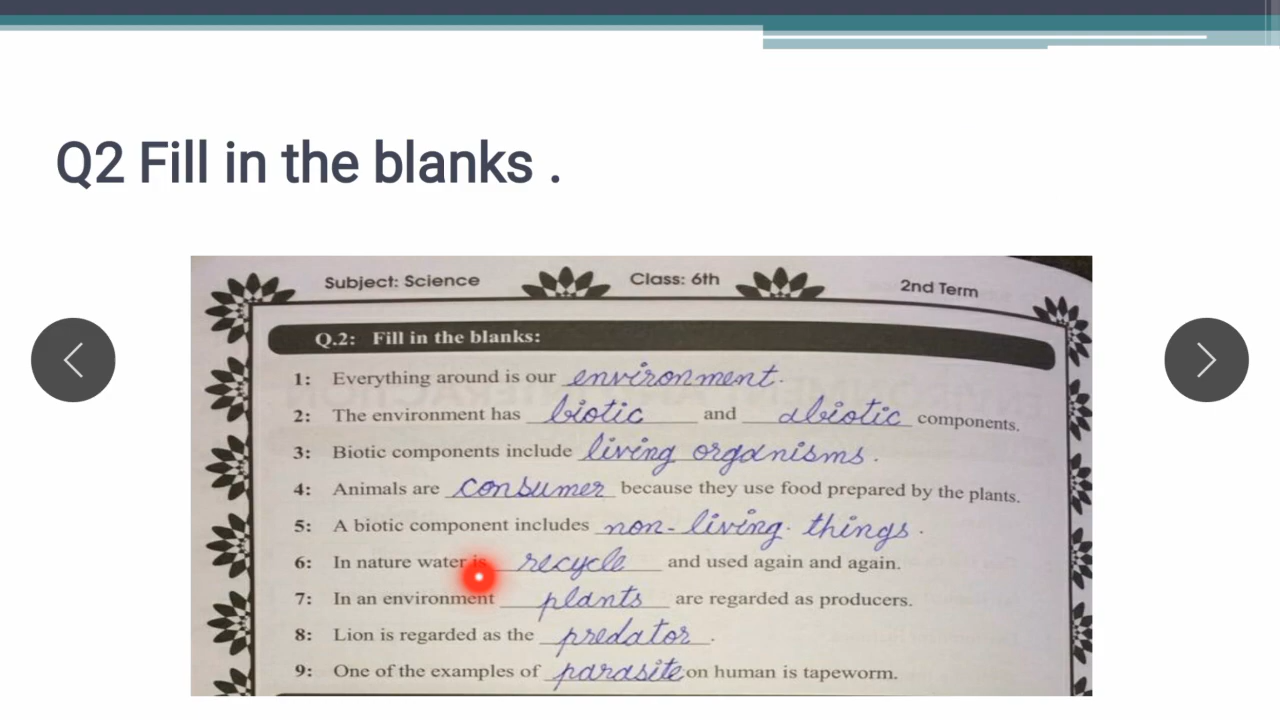 Q2 Fill in the blanks .
Subject: Science Class: 6th 2nd Term
Q.2: Fill in the blanks:
1: Everything around is our environment.
2: The environment has biotic and abiotic components.
3: Biotic components include living organisms.
4: Animals are consumer because they use food prepared by the plants.
5: A biotic component includes non-living things.
6: In nature water is recycle and used again and again.
7: In an environment plants are regarded as producers.
8: Lion is regarded as the predator.
9: One of the examples of parasite on human is tapeworm.